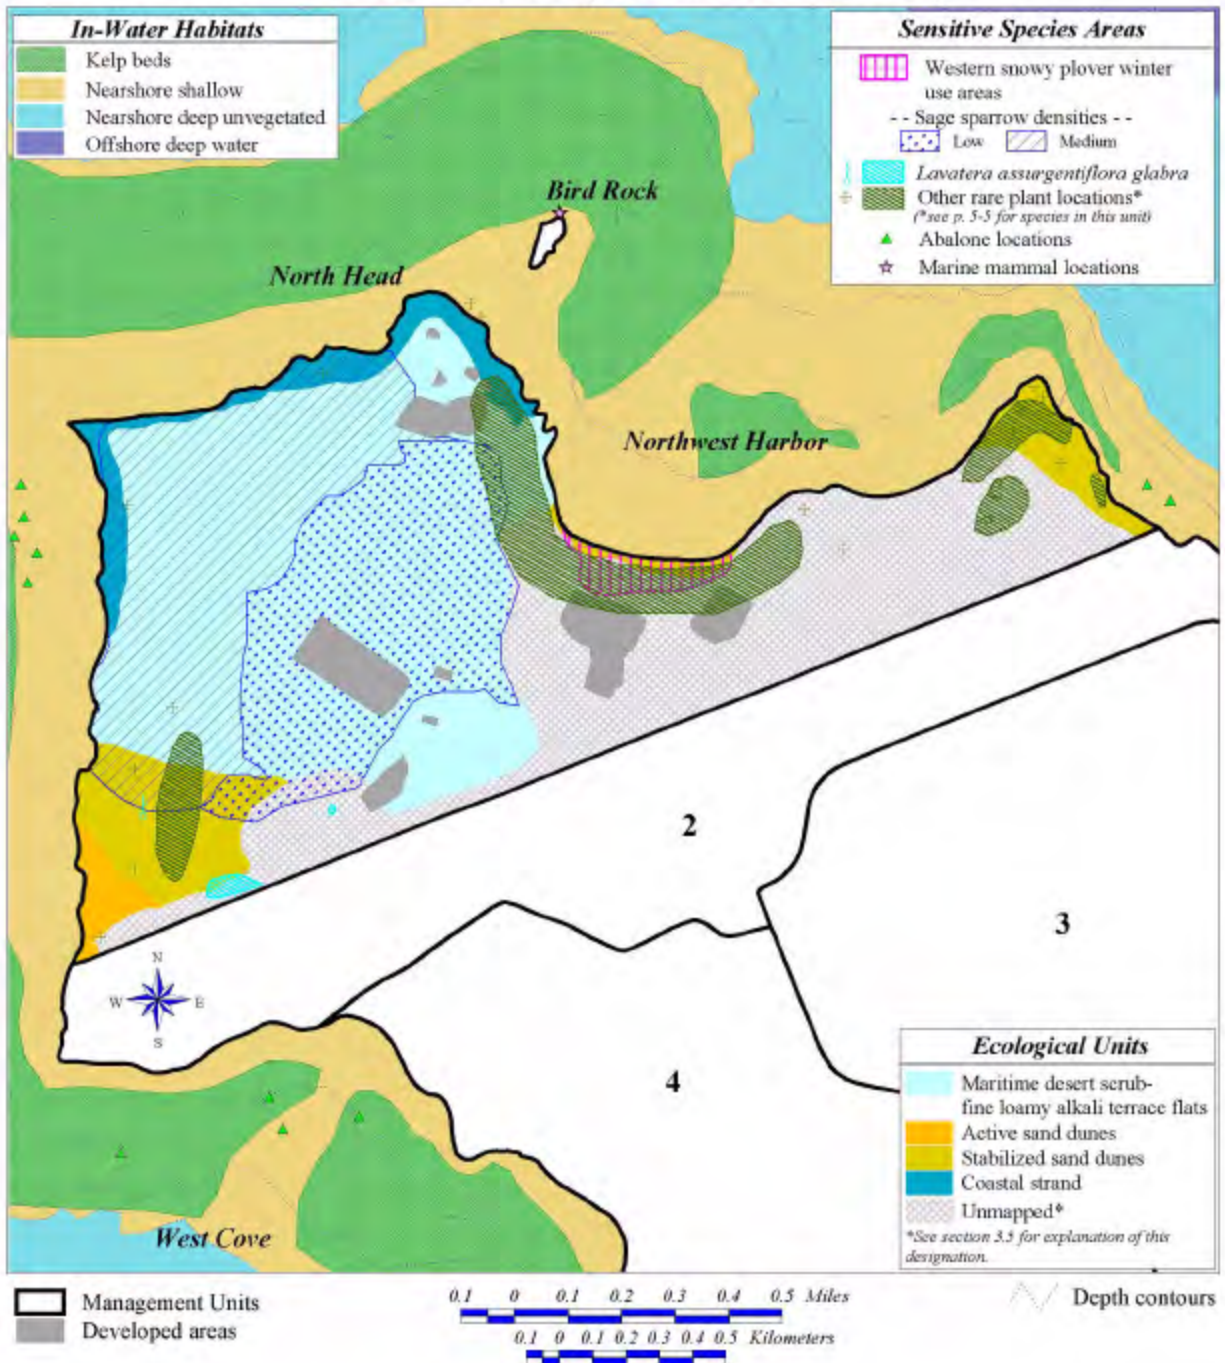 In-Water Habitats
Kelp beds
Nearshore shallow
Nearshore deep unvegetated
Offshore deep water
Sensitive Species Areas
Western snowy plover winter
use areas
- - Sage sparrow densities - -
Low Medium
Lavatera assurgentiflora glabra
Other rare plant locations*
(*see p. 5-5 for species in this unit)
Abalone locations
Marine mammal locations
Bird Rock
North Head
Northwest Harbor
2
3
4
N
W E
S
West Cove
Ecological Units
Maritime desert scrub-
fine loamy alkali terrace flats
Active sand dunes
Stabilized sand dunes
Coastal strand
Unmapped*
*See section 3.5 for explanation of this
designation.
Management Units
Developed areas
0.1 0 0.1 0.2 0.3 0.4 0.5 Miles
0.1 0 0.1 0.2 0.3 0.4 0.5 Kilometers
Depth contours